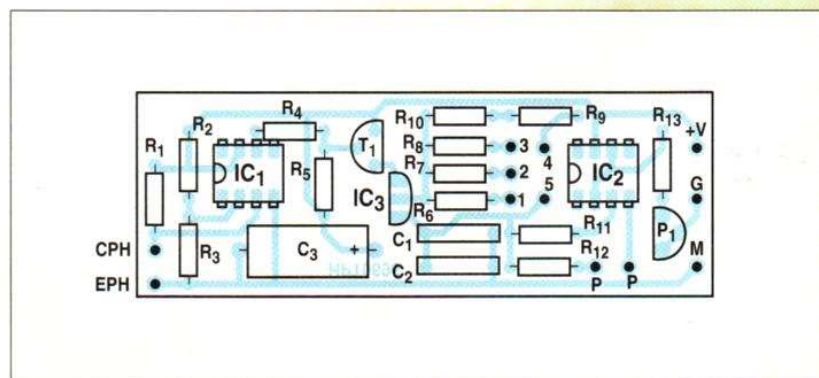 R1
R2
R4
R10
R9
R13
+V
T1
R8
3
4
IC1
R5
R7
2
IC2
IC3
1
5
G
R6
C1
R11
P1
CPH
R3
C3
+
R12
M
C2
EPH
P
P